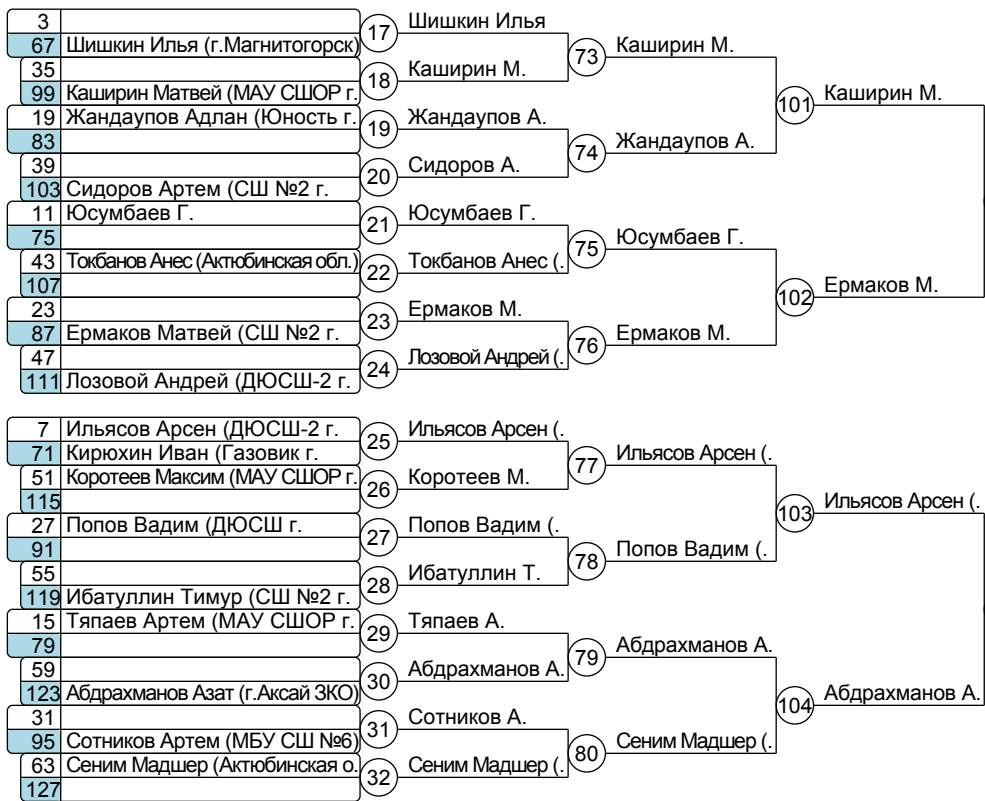 3
17
Шишкин Илья
67 Шишкин Илья (г.Магнитогорск)
73
Каширин М.
35
18
Каширин М.
99 Каширин Матвей (МАУ СШОР г.
101
Каширин М.
19 Жандаупов Адлан (Юность г.
19
Жандаупов А.
83
74
Жандаупов А.
39
20
Сидоров А.
103 Сидоров Артем (СШ №2 г.
11 Юсумбаев Г.
21
Юсумбаев Г.
75
75
Юсумбаев Г.
43 Токбанов Анес (Актюбинская обл.)
22
Токбанов Анес (.
107
102
Ермаков М.
23
23
Ермаков М.
87 Ермаков Матвей (СШ №2 г.
76
Ермаков М.
47
24
Лозовой Андрей (.
111 Лозовой Андрей (ДЮСШ-2 г.
7 Ильясов Арсен (ДЮСШ-2 г.
25
Ильясов Арсен (.
71 Кирюхин Иван (Газовик г.
77
Ильясов Арсен (.
51 Коротеев Максим (МАУ СШОР г.
26
Коротеев М.
115
103
Ильясов Арсен (.
27 Попов Вадим (ДЮСШ г.
27
Попов Вадим (.
91
78
Попов Вадим (.
55
28
Ибатуллин Т.
119 Ибатуллин Тимур (СШ №2 г.
15 Тяпаев Артем (МАУ СШОР г.
29
Тяпаев А.
79
79
Абдрахманов А.
59
30
Абдрахманов А.
123 Абдрахманов Азат (г.Аксай ЗКО)
104
Абдрахманов А.
31
31
Сотников А.
95 Сотников Артем (МБУ СШ №6)
80
Сеним Мадшер (.
63 Сеним Мадшер (Актюбинская о.
32
Сеним Мадшер (.
127